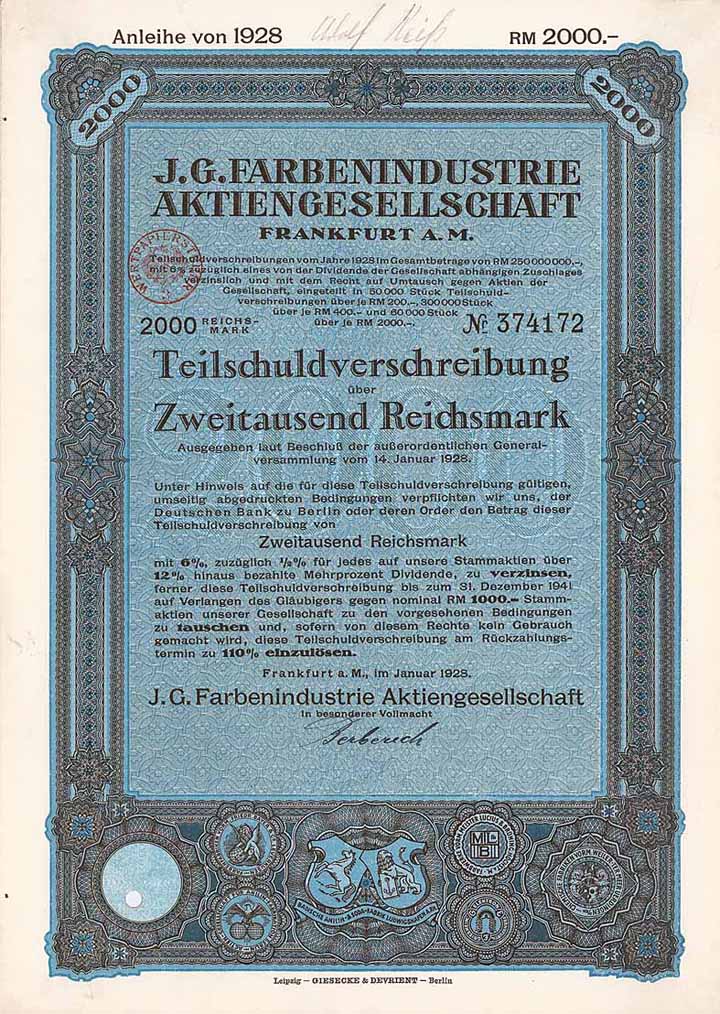 Anleihe von 1928
RM 2000.-
2000
2000
J.G. FARBENINDUSTRIE
AKTIENGESELLSCHAFT
FRANKFURT A. M.
Teilschuldverschreibungen vom Jahre 1928 im Gesamtbetrage von RM 250 000 000,-,
mit 6% zuzüglich eines von der Dividende der Gesellschaft abhängigen Zuschlages
verzinslich und mit dem Recht auf Umtausch gegen Aktien der
Gesellschaft, eingeteilt in 50 000 Stück Teilschuld-
verschreibungen über je RM 200.-, 300 000 Stück
über je RM 400.- und 60 000 Stück
über je RM 2000.-.
2000 REICHS-
MARK
Nr. 374172
Teilschuldverschreibung
über
Zweitausend Reichsmark
Ausgegeben laut Beschluß der außerordentlichen General-
versammlung vom 14. Januar 1928.
Unter Hinweis auf die für diese Teilschuldverschreibung gültigen,
umseitig abgedruckten Bedingungen verpflichten wir uns, der
Deutschen Bank zu Berlin oder deren Order den Betrag dieser
Teilschuldverschreibung von
Zweitausend Reichsmark
mit 6%, zuzüglich 1/2% für jedes auf unsere Stammaktien über
12% hinaus bezahlte Mehrprozent Dividende, zu verzinsen,
ferner diese Teilschuldverschreibung bis zum 31. Dezember 1941
auf Verlangen des Gläubigers gegen nominal RM 1000.- Stamm-
aktien unserer Gesellschaft zu den vorgesehenen Bedingungen
zu tauschen und, sofern von diesem Rechte kein Gebrauch
gemacht wird, diese Teilschuldverschreibung am Rückzahlungs-
termin zu 110% einzulösen.
Frankfurt a. M., im Januar 1928.
J. G. Farbenindustrie Aktiengesellschaft
In besonderer Vollmacht
BADISCHE ANILIN- & SODA-FABRIK LUDWIGSHAFEN A. RH.
Leipzig - GIESECKE & DEVRIENT - Berlin